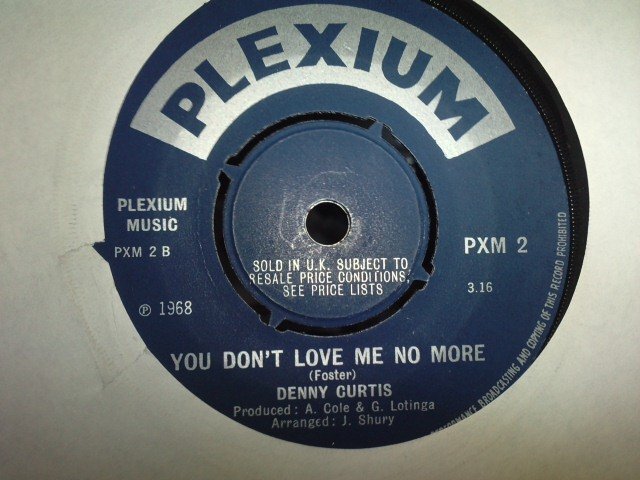 PLEXIUM
PLEXIUM
MUSIC
PXM 2 B
℗ 1968
SOLD IN U.K. SUBJECT TO
RESALE PRICE CONDITIONS,
SEE PRICE LISTS
PXM 2
3.16
YOU DON'T LOVE ME NO MORE
(Foster)
DENNY CURTIS
Produced: A. Cole & G. Lotinga
Arranged: J. Shury
PERFORMANCE BROADCASTING AND COPYING OF THIS RECORD PROHIBITED